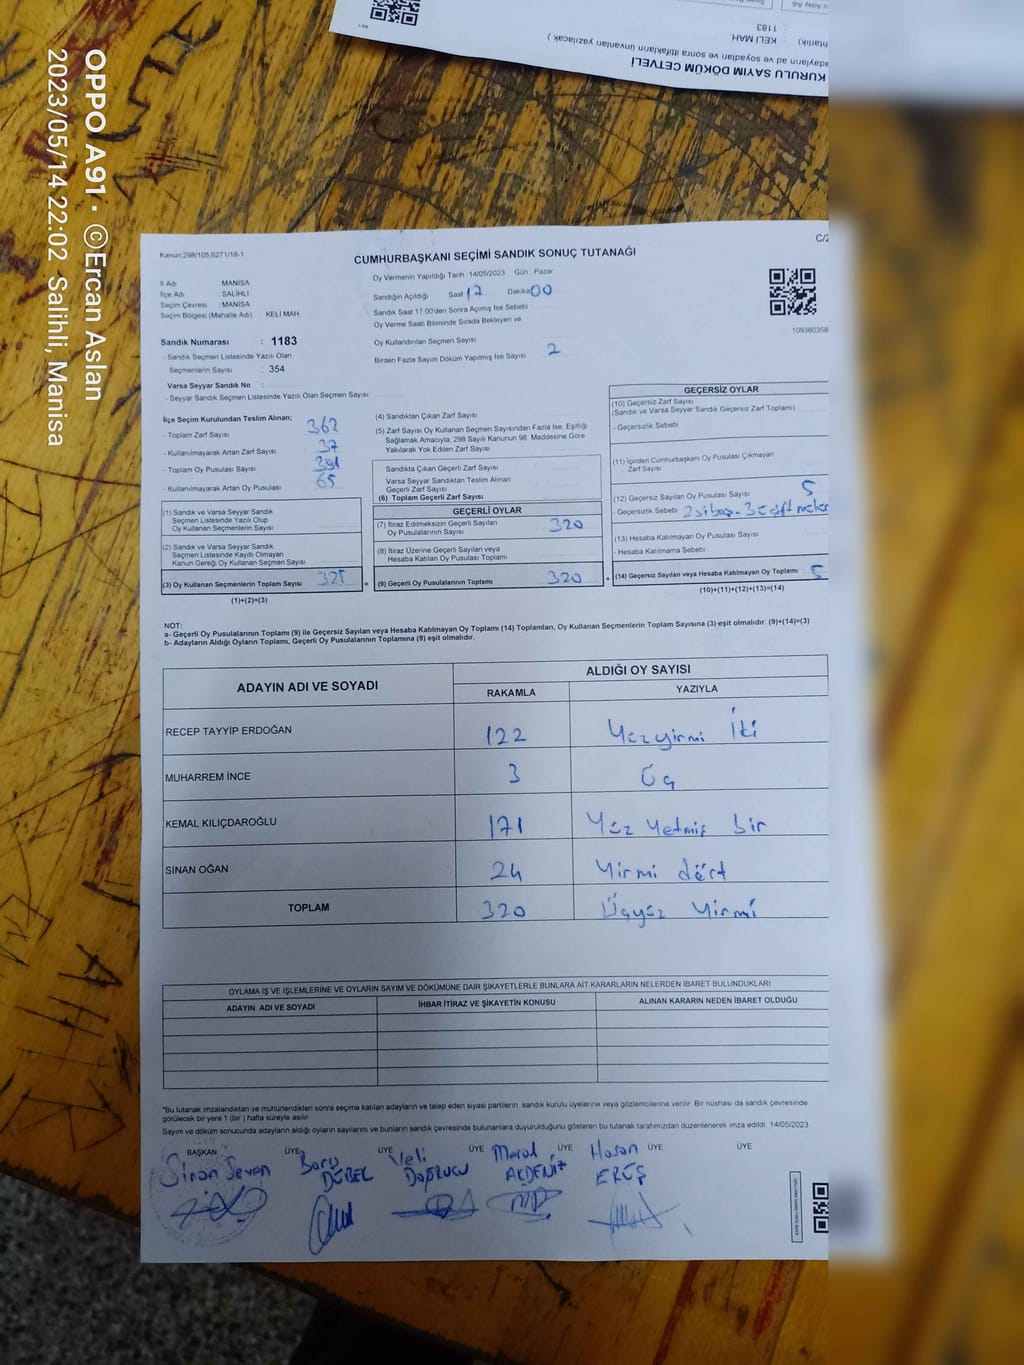 KURULU SAYIM DÖKÜM CETVELİ
adayların ad ve soyadları ve sonra ittifakların unvanları yazılacak )
: KELİ MAH.
: 1183
OPPO A91 · ©Ercan Aslan
2023/05/14 22:02 Salihli, Manisa
Kanun:298/105,6271/18-1
C/2
CUMHURBAŞKANI SEÇİMİ SANDIK SONUÇ TUTANAĞI
İl Adı : MANİSA
İlçe Adı : SALİHLİ
Seçim Çevresi : MANİSA
Seçim Bölgesi (Mahalle Adı) KELİ MAH
Sandık Numarası : 1183
- Sandık Seçmen Listesinde Yazılı Olan
Seçmenlerin Sayısı : 354
Varsa Seyyar Sandık No :
- Seyyar Sandık Seçmen Listesinde Yazılı Olan Seçmen Sayısı
Oy Vermenin Yapıldığı Tarih 14/05/2023 Gün : Pazar
Sandığın Açıldığı Saat 17 Dakika 00
Sandık Saat 17:00'den Sonra Açımış İse Sebebi
Oy Verme Saati Bitiminde Sırada Bekleyen ve
Oy Kullandırılan Seçmen Sayısı
Birden Fazla Sayım Döküm Yapılmış İse Sayısı 2
109380358
İlçe Seçim Kurulundan Teslim Alınan;
- Toplam Zarf Sayısı 362
- Kullanılmayarak Artan Zarf Sayısı 37
- Toplam Oy Pusulası Sayısı
- Kullanılmayarak Artan Oy Pusulası 65
(1) Sandık ve Varsa Seyyar Sandık
Seçmen Listesinde Yazılı Olup
Oy Kullanan Seçmenlerin Sayısı
(2) Sandık ve Varsa Seyyar Sandık
Seçmen Listesinde Kayıtlı Olmayan
Kanun Gereği Oy Kullanan Seçmen Sayısı
(3) Oy Kullanan Seçmenlerin Toplam Sayısı 325
(1)+(2)=(3)
(4) Sandıktan Çıkan Zarf Sayısı
(5) Zarf Sayısı Oy Kullanan Seçmen Sayısından Fazla İse, Eşitliği
Sağlamak Amacıyla, 298 Sayılı Kanunun 98. Maddesine Göre
Yakılarak Yok Edilen Zarf Sayısı
Sandıkta Çıkan Geçerli Zarf Sayısı
Varsa Seyyar Sandıktan Teslim Alınan
Geçerli Zarf Sayısı
(6) Toplam Geçerli Zarf Sayısı
GEÇERLİ OYLAR
(7) İtiraz Edilmeksizin Geçerli Sayılan
Oy Pusulalarının Sayısı 320
(8) İtiraz Üzerine Geçerli Sayılan veya
Hesaba Katılan Oy Pusulası Toplamı
= (9) Geçerli Oy Pusulalarının Toplamı 320
GEÇERSİZ OYLAR
(10) Geçersiz Zarf Sayısı
(Sandık ve Varsa Seyyar Sandık Geçersiz Zarf Toplamı)
- Geçersizlik Sebebi
(11) İçinden Cumhurbaşkanı Oy Pusulası Çıkmayan
Zarf Sayısı
(12) Geçersiz Sayılan Oy Pusulası Sayısı 5
- Geçersizlik Sebebi 3 çift
(13) Hesaba Katılmayan Oy Pusulası Sayısı
- Hesaba Katılmama Sebebi
+ (14) Geçersiz Sayılan veya Hesaba Katılmayan Oy Toplamı 5
(10)+(11)+(12)+(13)=(14)
NOT:
a- Geçerli Oy Pusulalarının Toplamı (9) ile Geçersiz Sayılan veya Hesaba Katılmayan Oy Toplamı (14) Toplamları, Oy Kullanan Seçmenlerin Toplam Sayısına (3) eşit olmalıdır. (9)+(14)=(3)
b- Adayların Aldığı Oyların Toplamı, Geçerli Oy Pusulalarının Toplamına (9) eşit olmalıdır.
ADAYIN ADI VE SOYADI ALDIĞI OY SAYISI
RAKAMLA YAZIYLA
RECEP TAYYİP ERDOĞAN 122 Yüzyirmi İki
MUHARREM İNCE 3 Üç
KEMAL KILIÇDAROĞLU 171 Yüz Yetmiş bir
SİNAN OĞAN 24 Yirmi dört
TOPLAM 320 Üçyüz Yirmi
OYLAMA İŞ VE İŞLEMLERİNE VE OYLARIN SAYIM VE DÖKÜMÜNE DAİR ŞİKAYETLERLE BUNLARA AİT KARARLARIN NELERDEN İBARET BULUNDUKLARI
ADAYIN ADI VE SOYADI İHBAR İTİRAZ VE ŞİKAYETİN KONUSU ALINAN KARARIN NEDEN İBARET OLDUĞU
*Bu tutanak imzalandıktan ve mühürlendikten sonra seçime katılan adayların ve talep eden siyasi partilerin sandık kurulu üyelerine veya gözlemcilerine verilir. Bir nüshası da sandık çevresinde
görülecek bir yere 1 (bir ) hafta süreyle asılır.
Sayım ve döküm sonucunda adayların aldığı oyların sayılarını ve bunların sandık çevresinde bulunanlara duyurulduğunu gösteren bu tutanak tarafımızdan düzenlenerek imza edildi 14/05/2023
BAŞKAN ÜYE ÜYE ÜYE ÜYE ÜYE ÜYE
Sinan Seven Barış DÜBEL Veli DOĞRUCU Meral AKDENİZ Hasan ERÇŞ